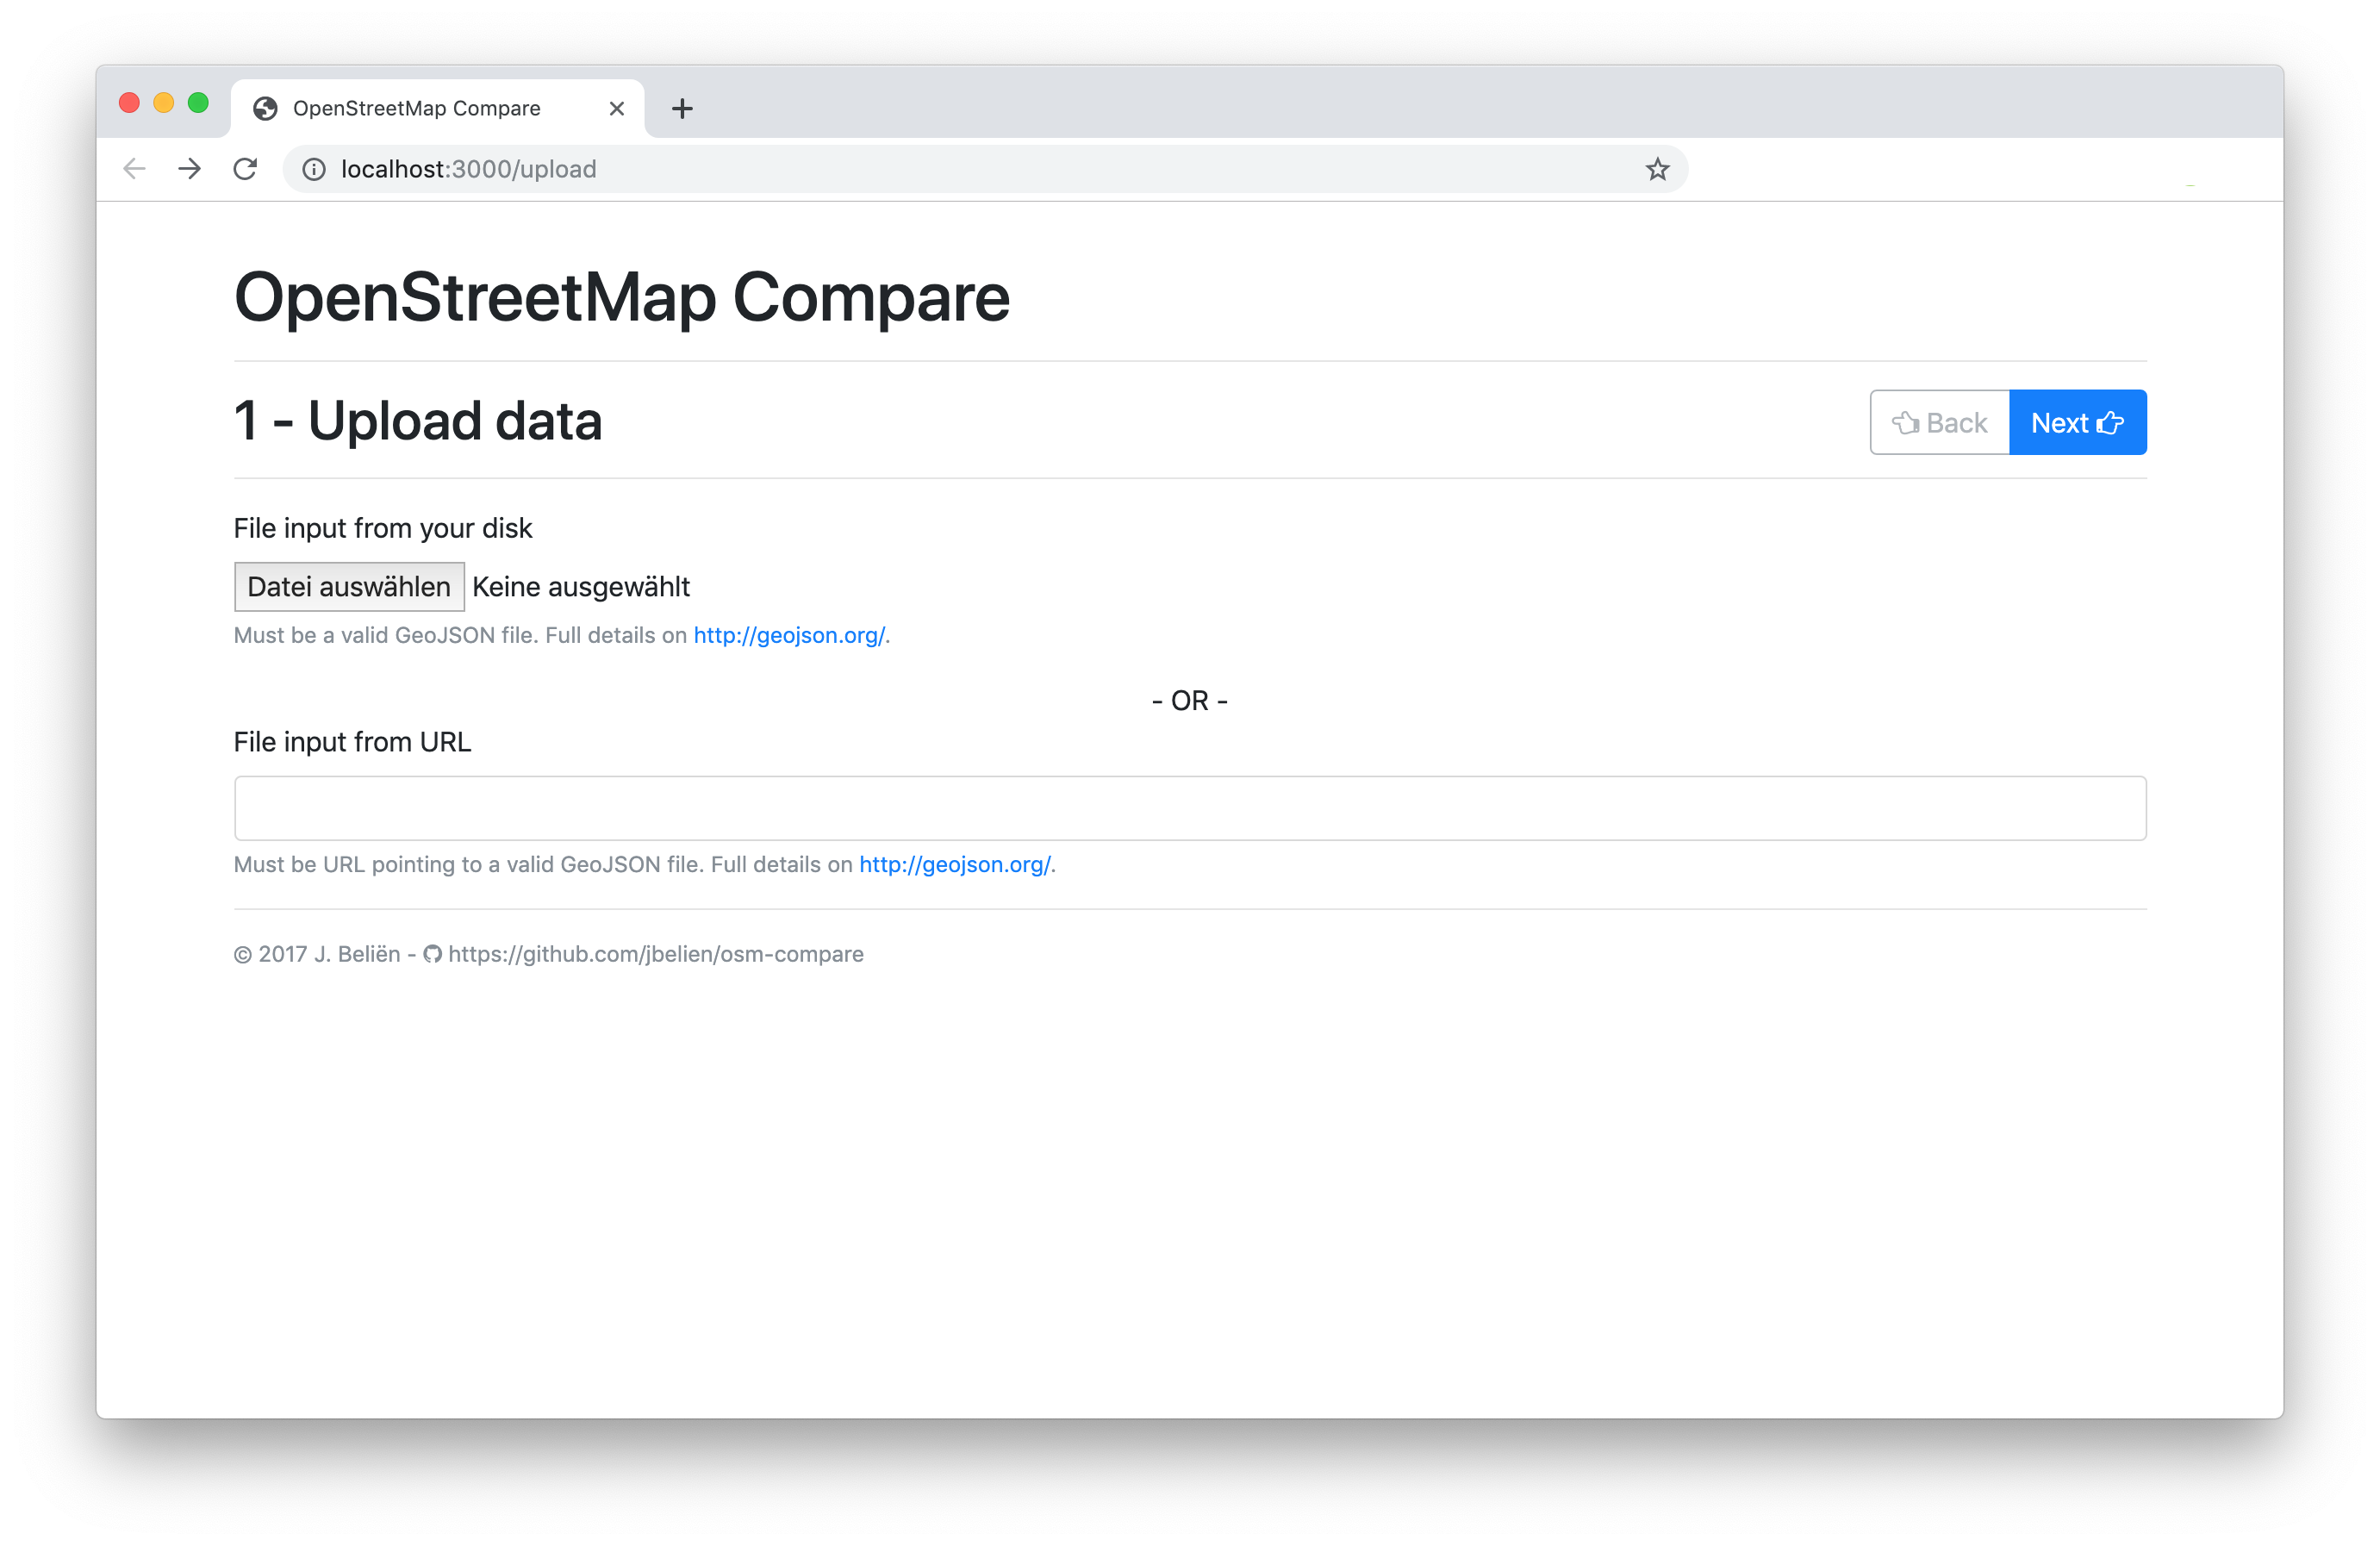 OpenStreetMap Compare
localhost:3000/upload
OpenStreetMap Compare
1 - Upload data
Back Next
File input from your disk
Datei auswählen Keine ausgewählt
Must be a valid GeoJSON file. Full details on http://geojson.org/.
- OR -
File input from URL
Must be URL pointing to a valid GeoJSON file. Full details on http://geojson.org/.
© 2017 J. Beliën - https://github.com/jbelien/osm-compare